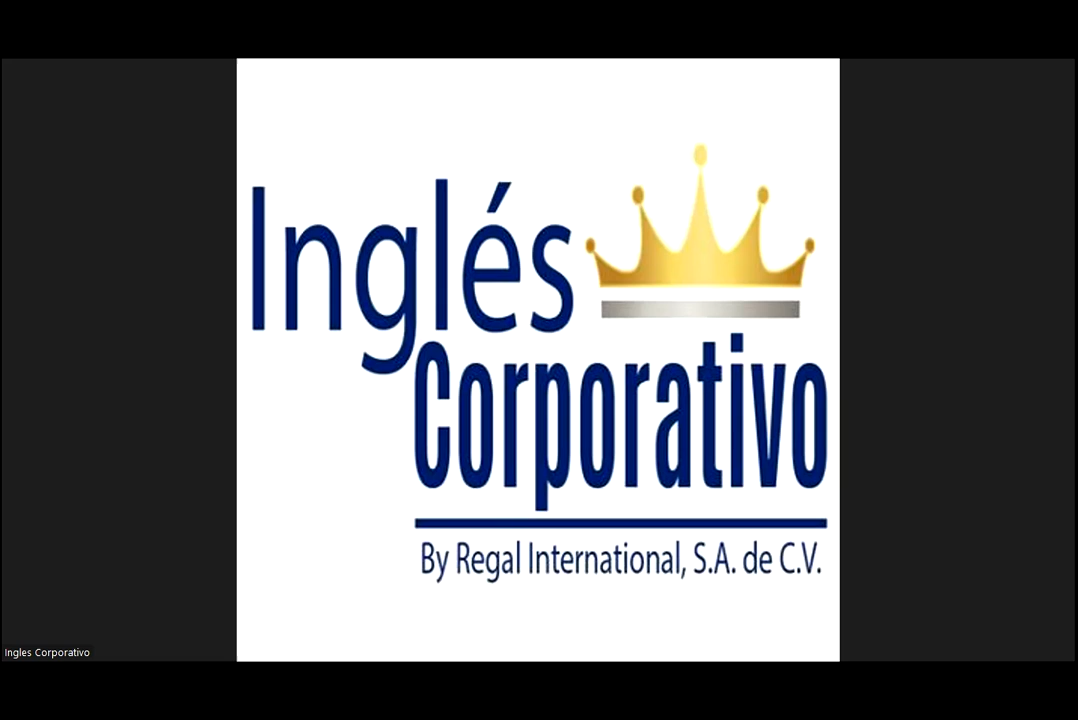 Inglés
Corporativo
By Regal International, S.A. de C.V.
Ingles Corporativo